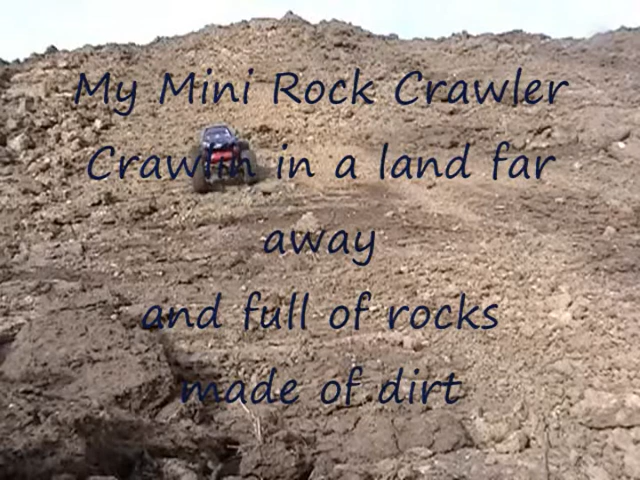 My Mini Rock Crawler
Crawlin in a land far
away
and full of rocks
made of dirt